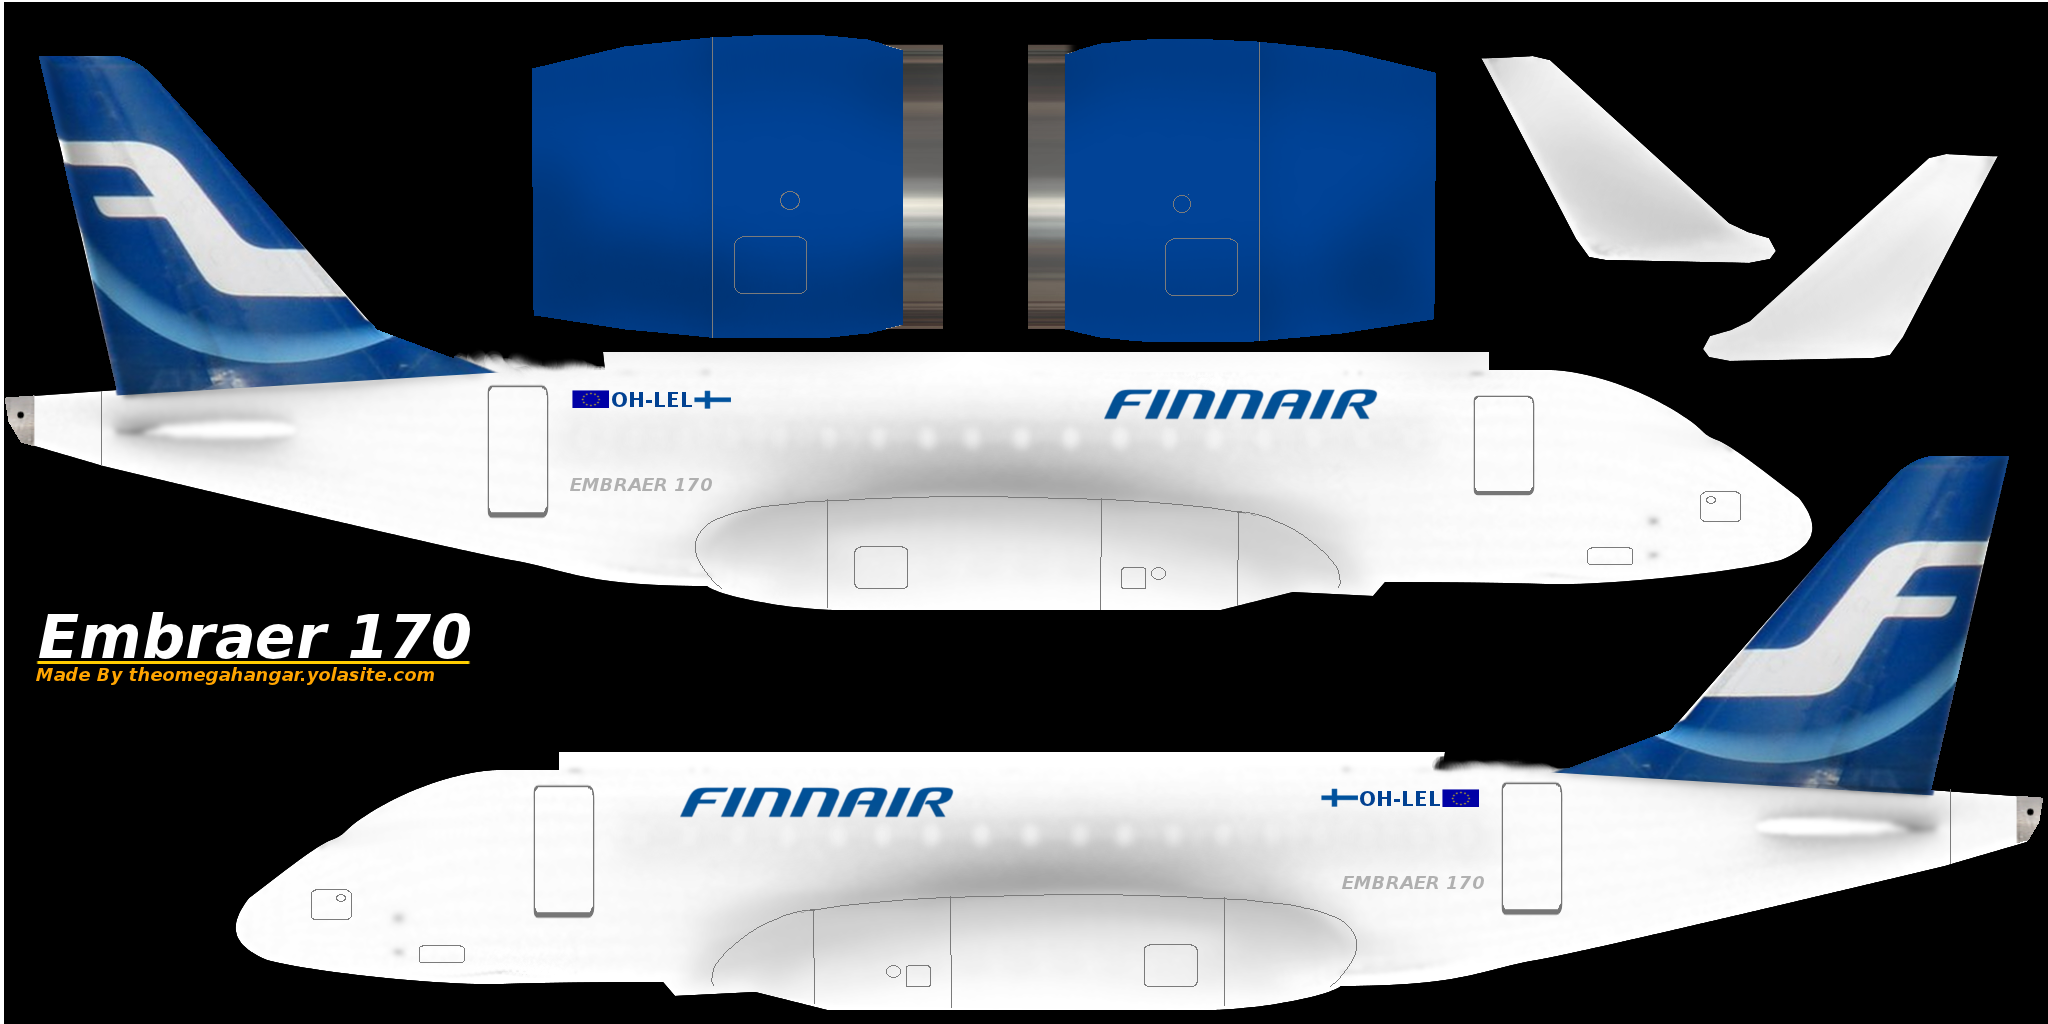 OH-LEL
FINNAIR
EMBRAER 170
Embraer 170
Made By theomegahangar.yolasite.com
FINNAIR
OH-LEL
EMBRAER 170